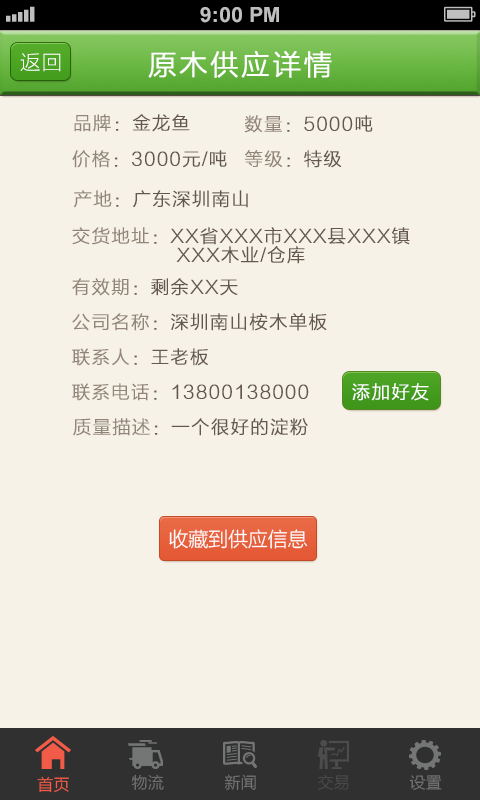 9:00 PM
返回
原木供应详情
品牌：金龙鱼 数量：5000吨
价格：3000元/吨 等级：特级
产地：广东深圳南山
交货地址：XX省XXX市XXX县XXX镇
XXX木业/仓库
有效期：剩余XX天
公司名称：深圳南山桉木单板
联系人：王老板
联系电话：13800138000
添加好友
质量描述：一个很好的淀粉
收藏到供应信息
首页 物流 新闻 交易 设置